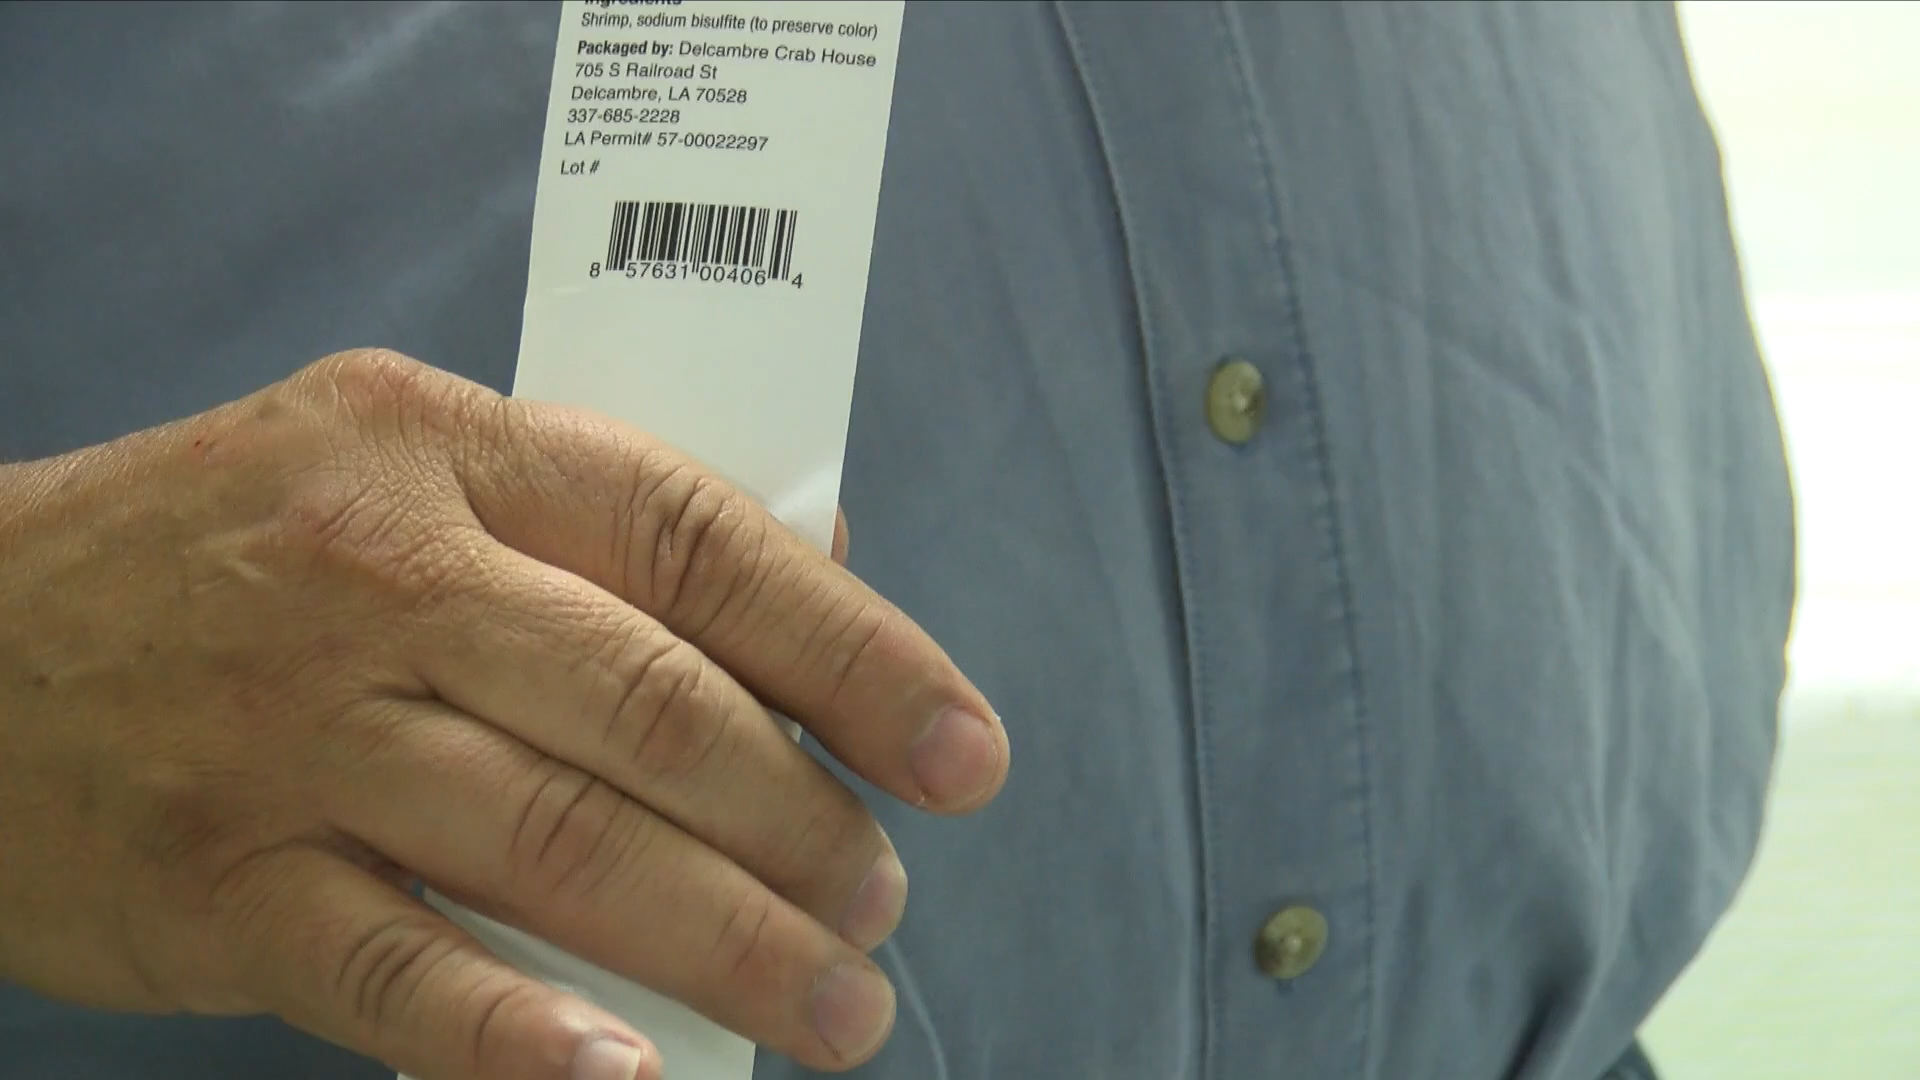 Ingredients
Shrimp, sodium bisulfite (to preserve color)
Packaged by: Delcambre Crab House
705 S Railroad St
Delcambre, LA 70528
337-685-2228
LA Permit# 57-00022297
Lot #
8 57631 00406 4